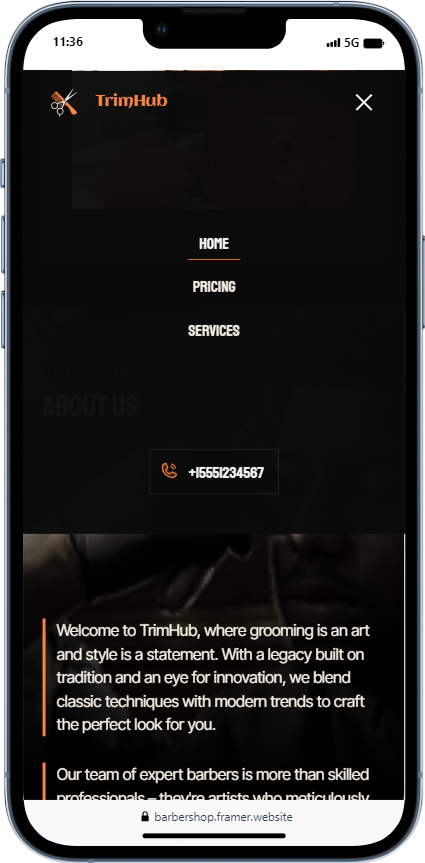 11:36
5G
TrimHub
HOME
PRICING
SERVICES
ABOUT US
+15551234567
Welcome to TrimHub, where grooming is an art
and style is a statement. With a legacy built on
tradition and an eye for innovation, we blend
classic techniques with modern trends to craft
the perfect look for you.
Our team of expert barbers is more than skilled
professionals – they're artists who meticulously
barbershop.framer.website